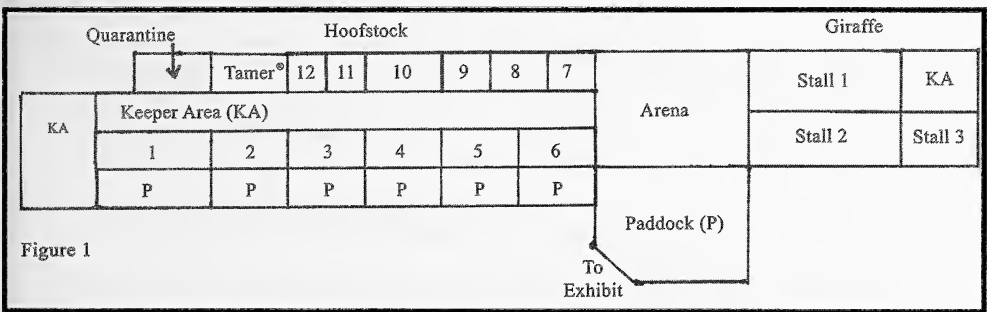 Quarantine Hoofstock Giraffe
Tamer® 12 11 10 9 8 7 Stall 1 KA
KA Keeper Area (KA) Arena
1 2 3 4 5 6 Stall 2 Stall 3
P P P P P P
Paddock (P)
Figure 1
To
Exhibit